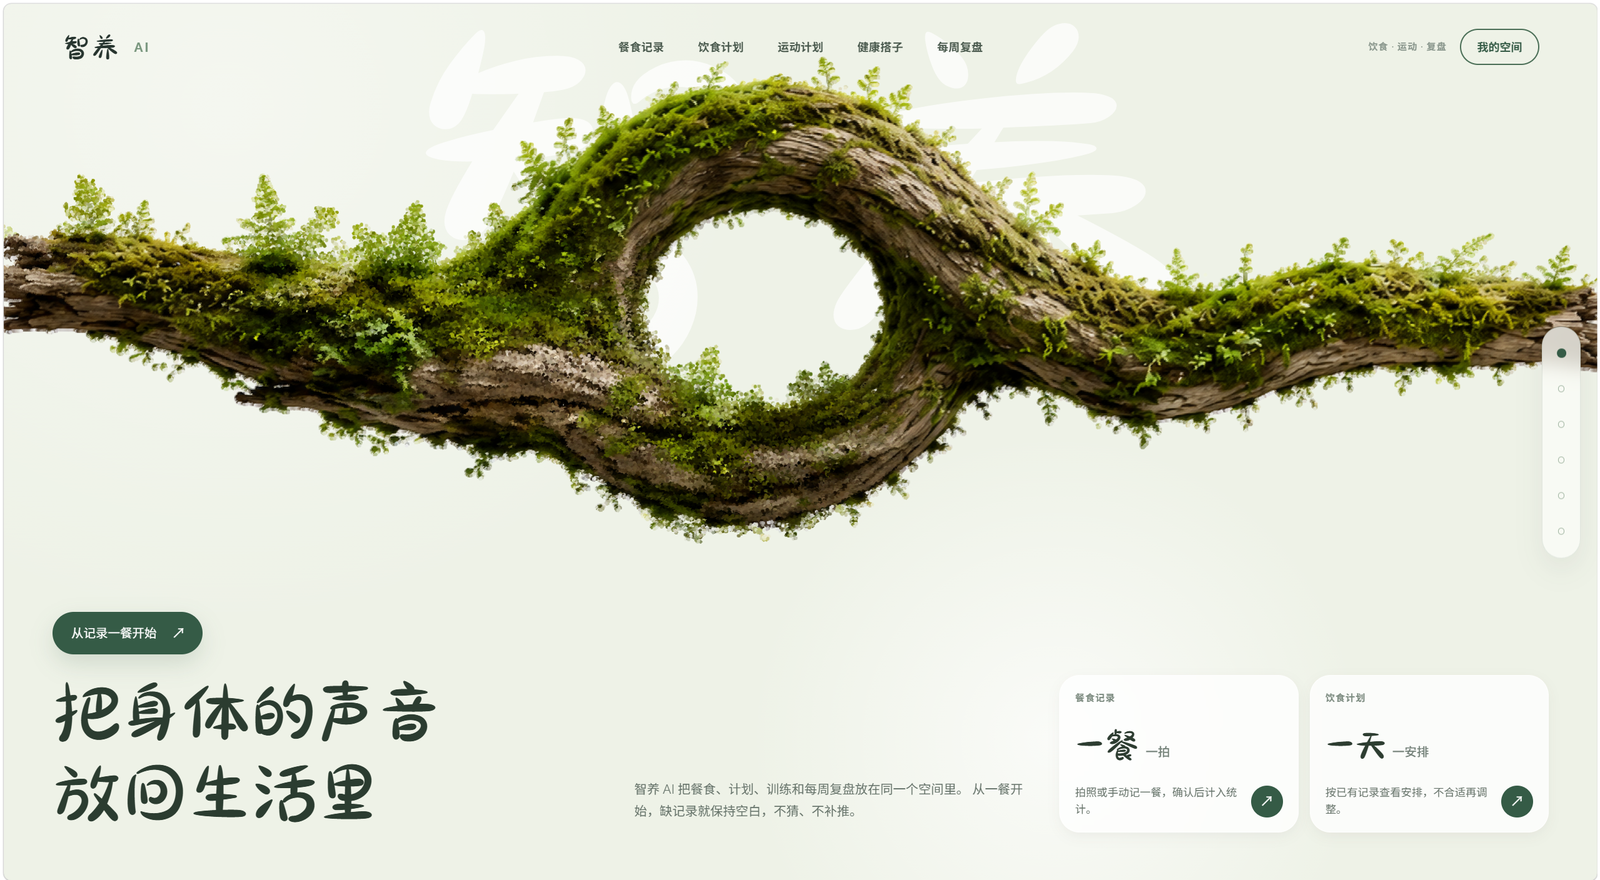 智养 AI
餐食记录 饮食计划 运动计划 健康搭子 每周复盘
饮食 · 运动 · 复盘
我的空间
智养
从记录一餐开始 ↗
把身体的声音
放回生活里
智养 AI 把餐食、计划、训练和每周复盘放在同一个空间里。 从一餐开
始，缺记录就保持空白，不猜、不补推。
餐食记录
一餐 一拍
拍照或手动记一餐，确认后计入统
计。
↗
饮食计划
一天 一安排
按已有记录查看安排，不合适再调
整。
↗